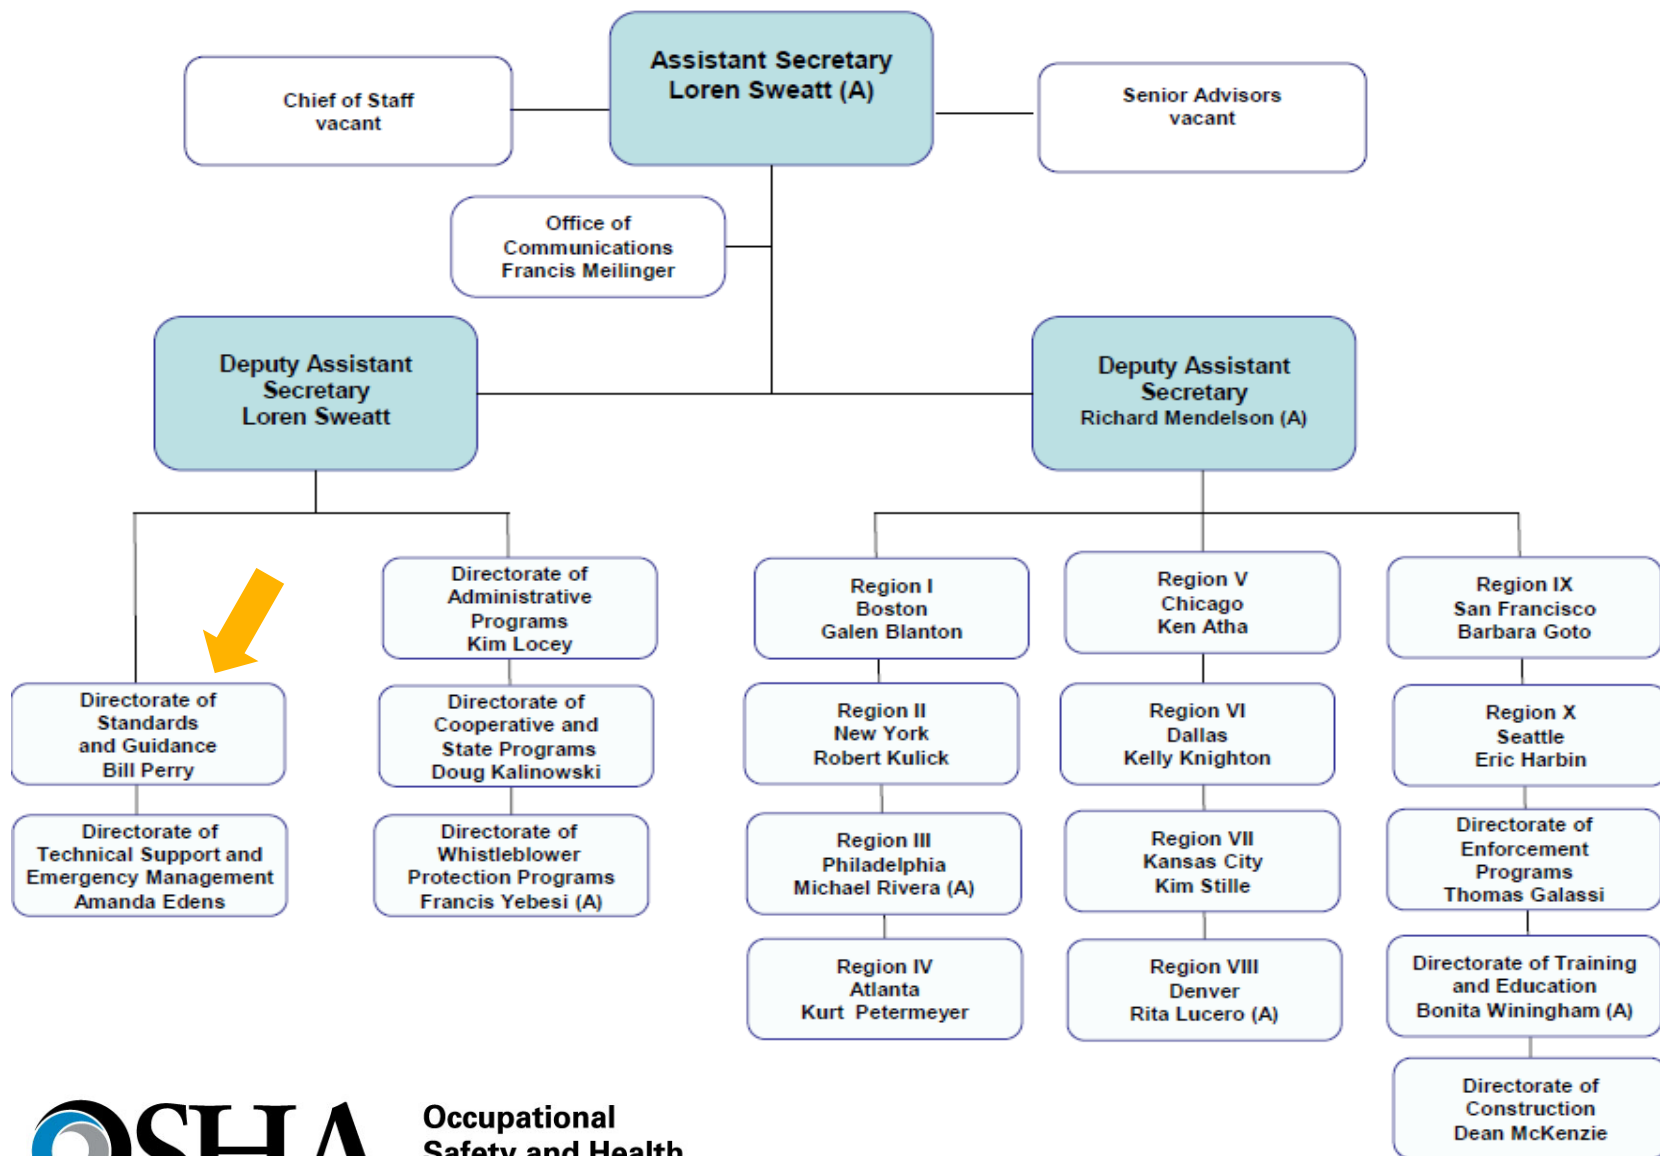 Assistant Secretary
Loren Sweatt (A)
Chief of Staff
vacant
Senior Advisors
vacant
Office of
Communications
Francis Meilinger
Deputy Assistant
Secretary
Loren Sweatt
Deputy Assistant
Secretary
Richard Mendelson (A)
Directorate of
Standards
and Guidance
Bill Perry
Directorate of
Technical Support and
Emergency Management
Amanda Edens
Directorate of
Administrative
Programs
Kim Locey
Directorate of
Cooperative and
State Programs
Doug Kalinowski
Directorate of
Whistleblower
Protection Programs
Francis Yebesi (A)
Region I
Boston
Galen Blanton
Region II
New York
Robert Kulick
Region III
Philadelphia
Michael Rivera (A)
Region IV
Atlanta
Kurt Petermeyer
Region V
Chicago
Ken Atha
Region VI
Dallas
Kelly Knighton
Region VII
Kansas City
Kim Stille
Region VIII
Denver
Rita Lucero (A)
Region IX
San Francisco
Barbara Goto
Region X
Seattle
Eric Harbin
Directorate of
Enforcement
Programs
Thomas Galassi
Directorate of Training
and Education
Bonita Winingham (A)
Directorate of
Construction
Dean McKenzie
OSHA
Occupational
Safety and Health